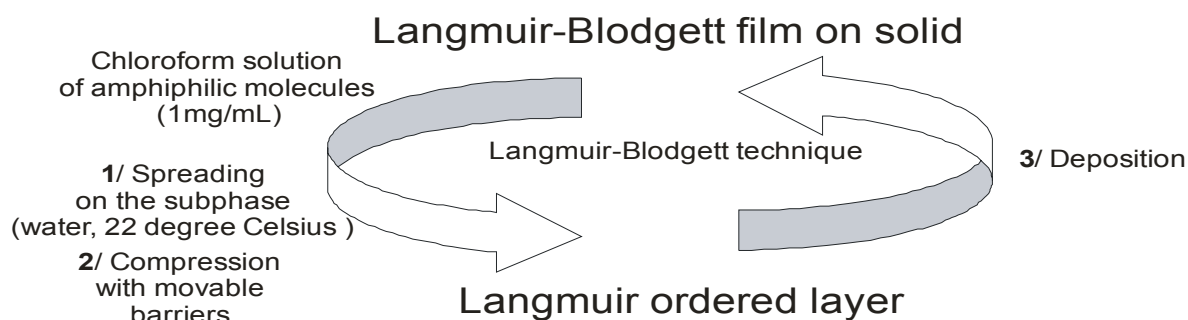 Langmuir-Blodgett film on solid
Chloroform solution
of amphiphilic molecules
(1mg/mL)
Langmuir-Blodgett technique
3/ Deposition
1/ Spreading
on the subphase
(water, 22 degree Celsius )
2/ Compression
with movable
barriers
Langmuir ordered layer